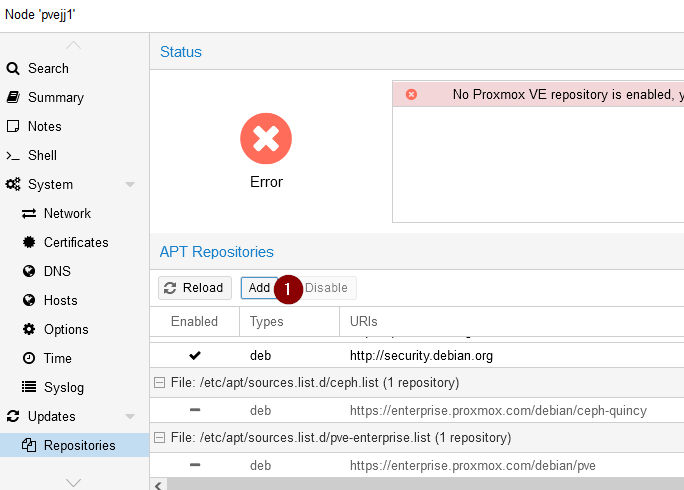 Node 'pvejj1'
Search
Summary
Notes
Shell
System
Network
Certificates
DNS
Hosts
Options
Time
Syslog
Updates
Repositories
Status
No Proxmox VE repository is enabled, y
Error
APT Repositories
Reload Add 1 Disable
Enabled Types URIs
deb http://security.debian.org
File: /etc/apt/sources.list.d/ceph.list (1 repository)
deb https://enterprise.proxmox.com/debian/ceph-quincy
File: /etc/apt/sources.list.d/pve-enterprise.list (1 repository)
deb https://enterprise.proxmox.com/debian/pve